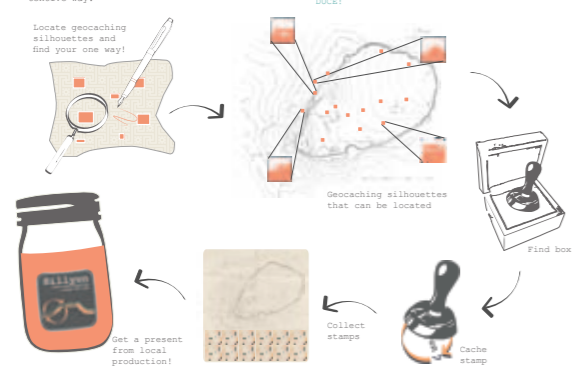 DUCE!
Locate geocaching
silhouettes and
find your one way!
Geocaching silhouettes
that can be located
Find box
Get a present
from local
production!
Collect
stamps
Cache
stamp